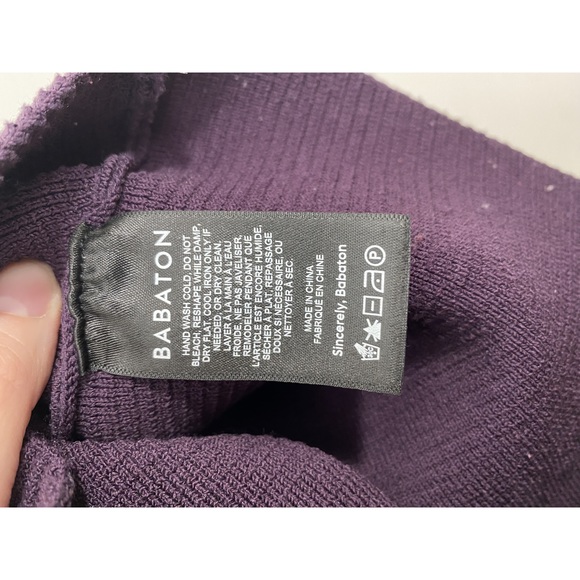 BABATON
HAND WASH COLD. DO NOT
BLEACH, RESHAPE WHILE DAMP.
DRY FLAT, COOL IRON ONLY IF
NEEDED, OR DRY CLEAN.
LAVER À LA MAIN À L'EAU
FROIDE, NE PAS JAVELISER,
REMODELER PENDANT QUE
L'ARTICLE EST ENCORE HUMIDE,
SÉCHER À PLAT, REPASSAGE
DOUX SI NÉCESSAIRE, OU
NETTOYER À SEC.
MADE IN CHINA
FABRIQUÉ EN CHINE
Sincerely, Babaton
P